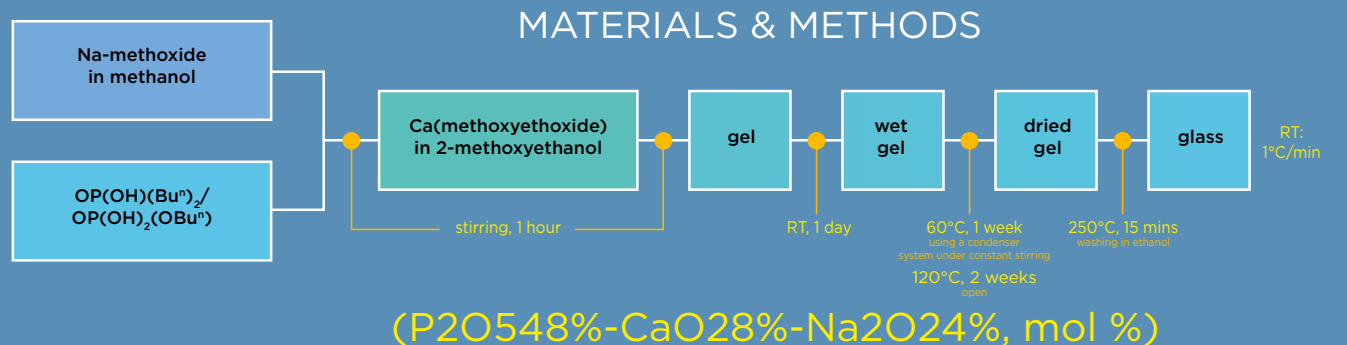 MATERIALS & METHODS
Na-methoxide
in methanol
OP(OH)(Buⁿ)₂/
OP(OH)₂(OBuⁿ)
Ca(methoxyethoxide)
in 2-methoxyethanol
gel
wet
gel
dried
gel
glass
RT:
1°C/min
stirring, 1 hour
RT, 1 day
60°C, 1 week
using a condenser
system under constant stirring
120°C, 2 weeks
open
250°C, 15 mins
washing in ethanol
(P2O548%-CaO28%-Na2O24%, mol %)